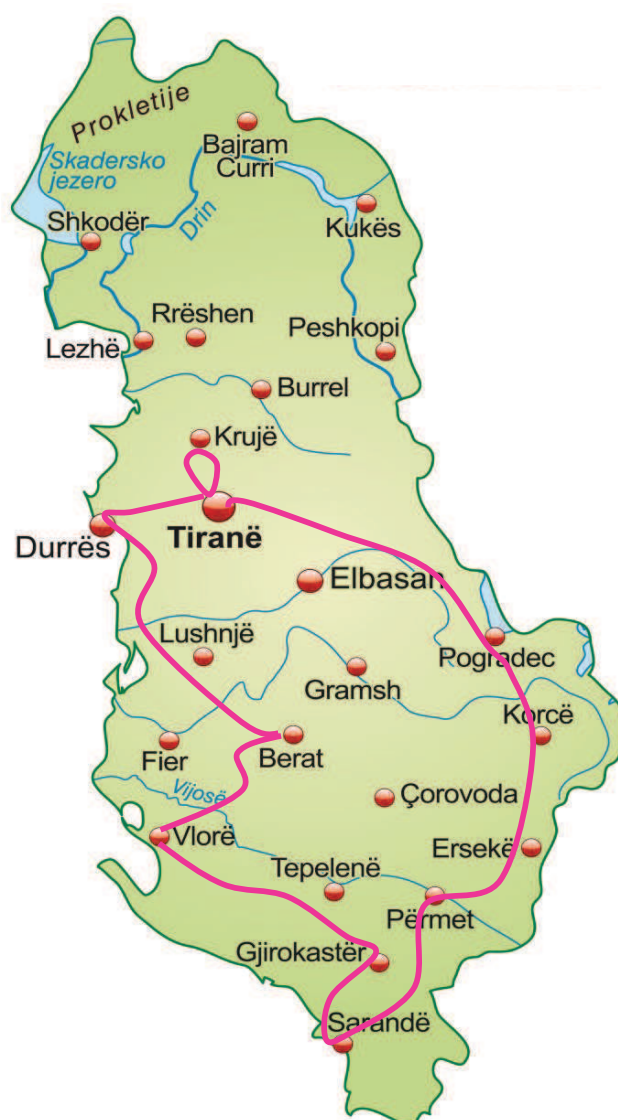 Prokletije
Bajram
Curri
Skadersko
jezero
Shkodër
Drin
Kukës
Rrëshen
Lezhë
Peshkopi
Burrel
Krujë
Tiranë
Durrës
Elbasan
Lushnjë
Pogradec
Gramsh
Korcë
Fier
Berat
Vijosë
Çorovoda
Vlorë
Ersekë
Tepelenë
Përmet
Gjirokastër
Sarandë